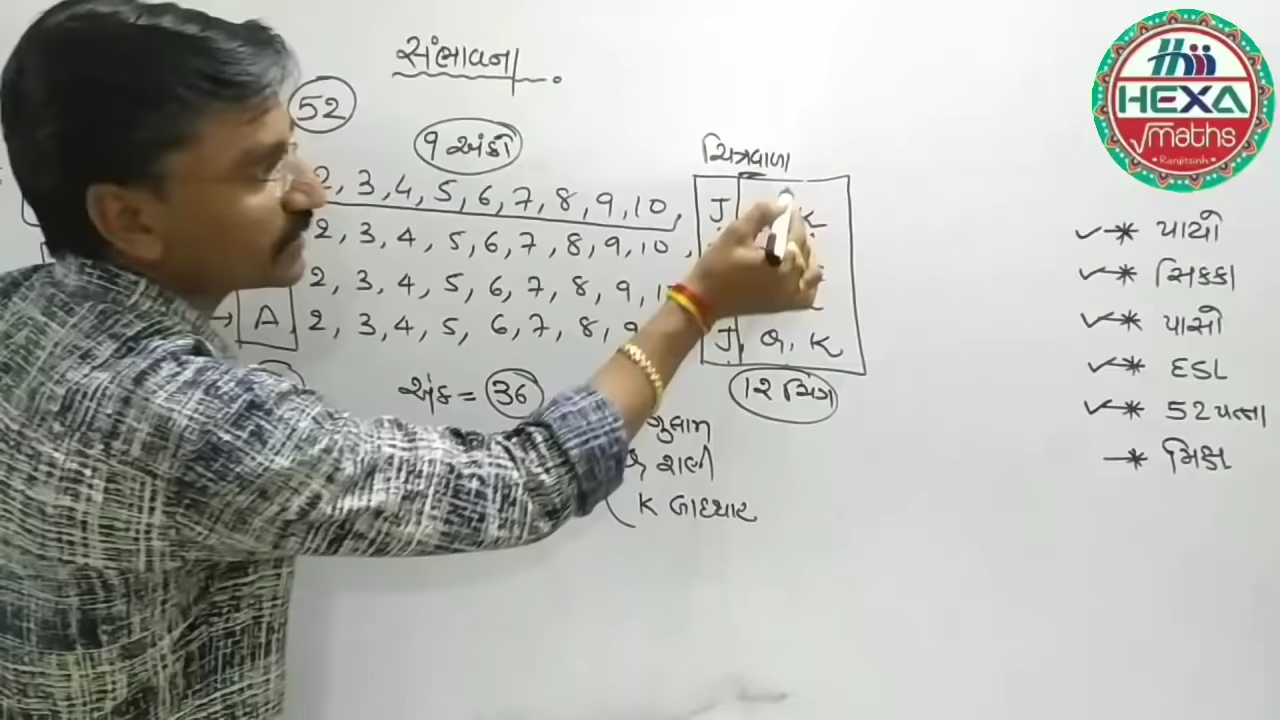 સંભાવના
52
9 અંકો
ચિત્રવાળા
2, 3, 4, 5, 6, 7, 8, 9, 10, J K
2, 3, 4, 5, 6, 7, 8, 9, 10,
2, 3, 4, 5, 6, 7, 8, 9, 1
A, 2, 3, 4, 5, 6, 7, 8, 9 J, Q, K
અંક = 36
12 ચિત્ર
ગુલામ
રાણી
K બાદશાહ
HEXA
maths
Ranjitsinh
સિક્કા
પાસો
ESL
52 પત્તા
મિક્ષ